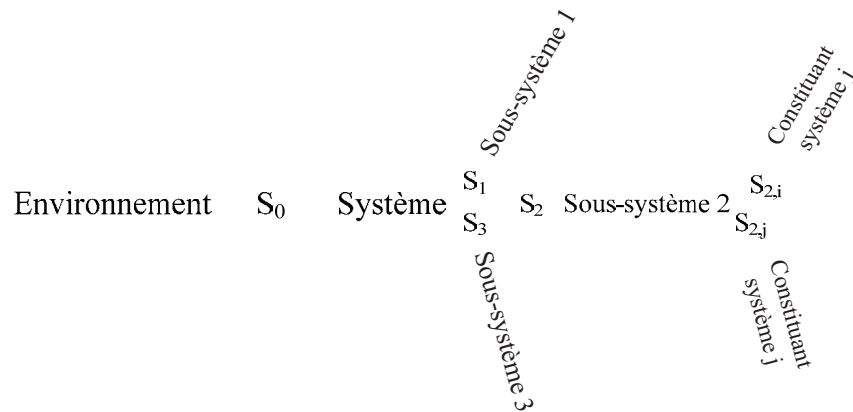 Sous-système 1
Constituant
système j
Environnement S₀ Système S₁ S₂ Sous-système 2 S₂,ᵢ
S₃ S₂,ⱼ
Sous-système 3
Constituant
système j